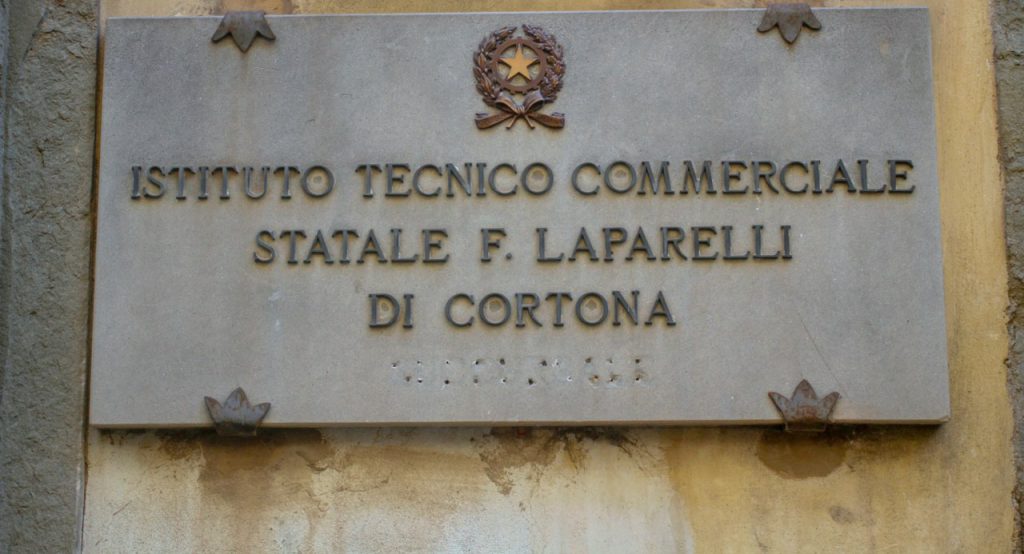 ISTITUTO TECNICO COMMERCIALE
STATALE F. LAPARELLI
DI CORTONA